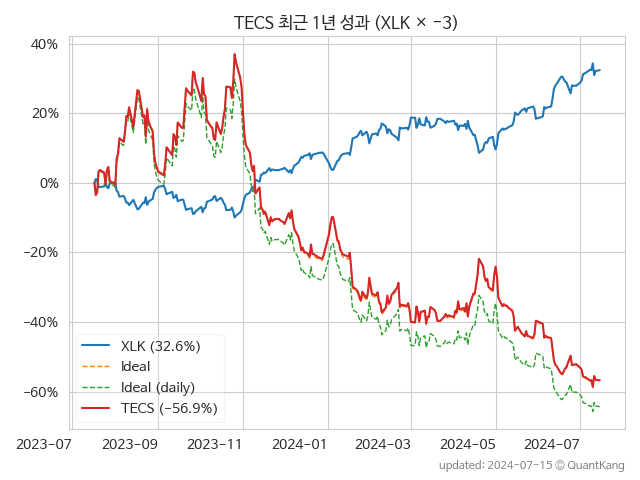 TECS 최근 1년 성과 (XLK × -3)
40%
20%
0%
−20%
−40%
−60%
XLK (32.6%)
Ideal
Ideal (daily)
TECS (-56.9%)
2023-07 2023-09 2023-11 2024-01 2024-03 2024-05 2024-07
updated: 2024-07-15 © QuantKang